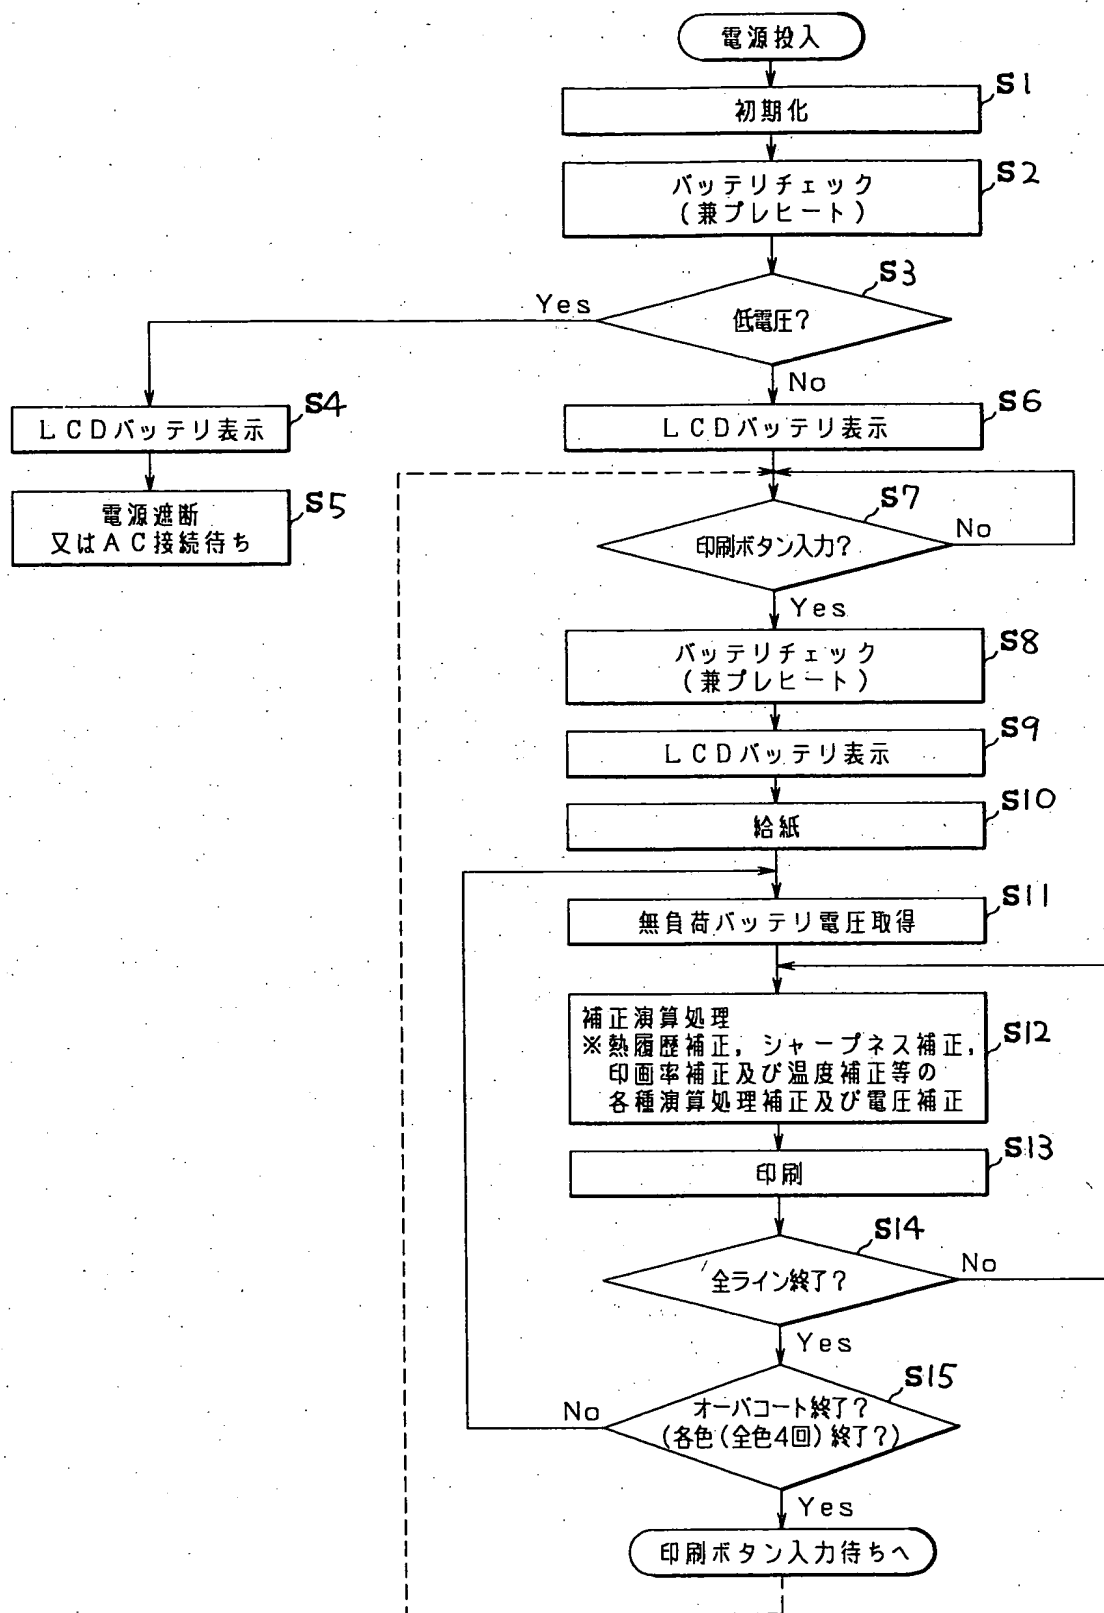 電源投入
S1
初期化
S2
バッテリチェック
(兼プレヒート)
S3
低電圧?
Yes
No
S4
LCDバッテリ表示
S5
電源遮断
又はAC接続待ち
S6
LCDバッテリ表示
S7
印刷ボタン入力?
No
Yes
S8
バッテリチェック
(兼プレヒート)
S9
LCDバッテリ表示
S10
給紙
S11
無負荷バッテリ電圧取得
S12
補正演算処理
※熱履歴補正,シャープネス補正,
印画率補正及び温度補正等の
各種演算処理補正及び電圧補正
S13
印刷
S14
全ライン終了?
No
Yes
S15
オーバコート終了?
(各色(全色4回)終了?)
No
Yes
印刷ボタン入力待ちへ